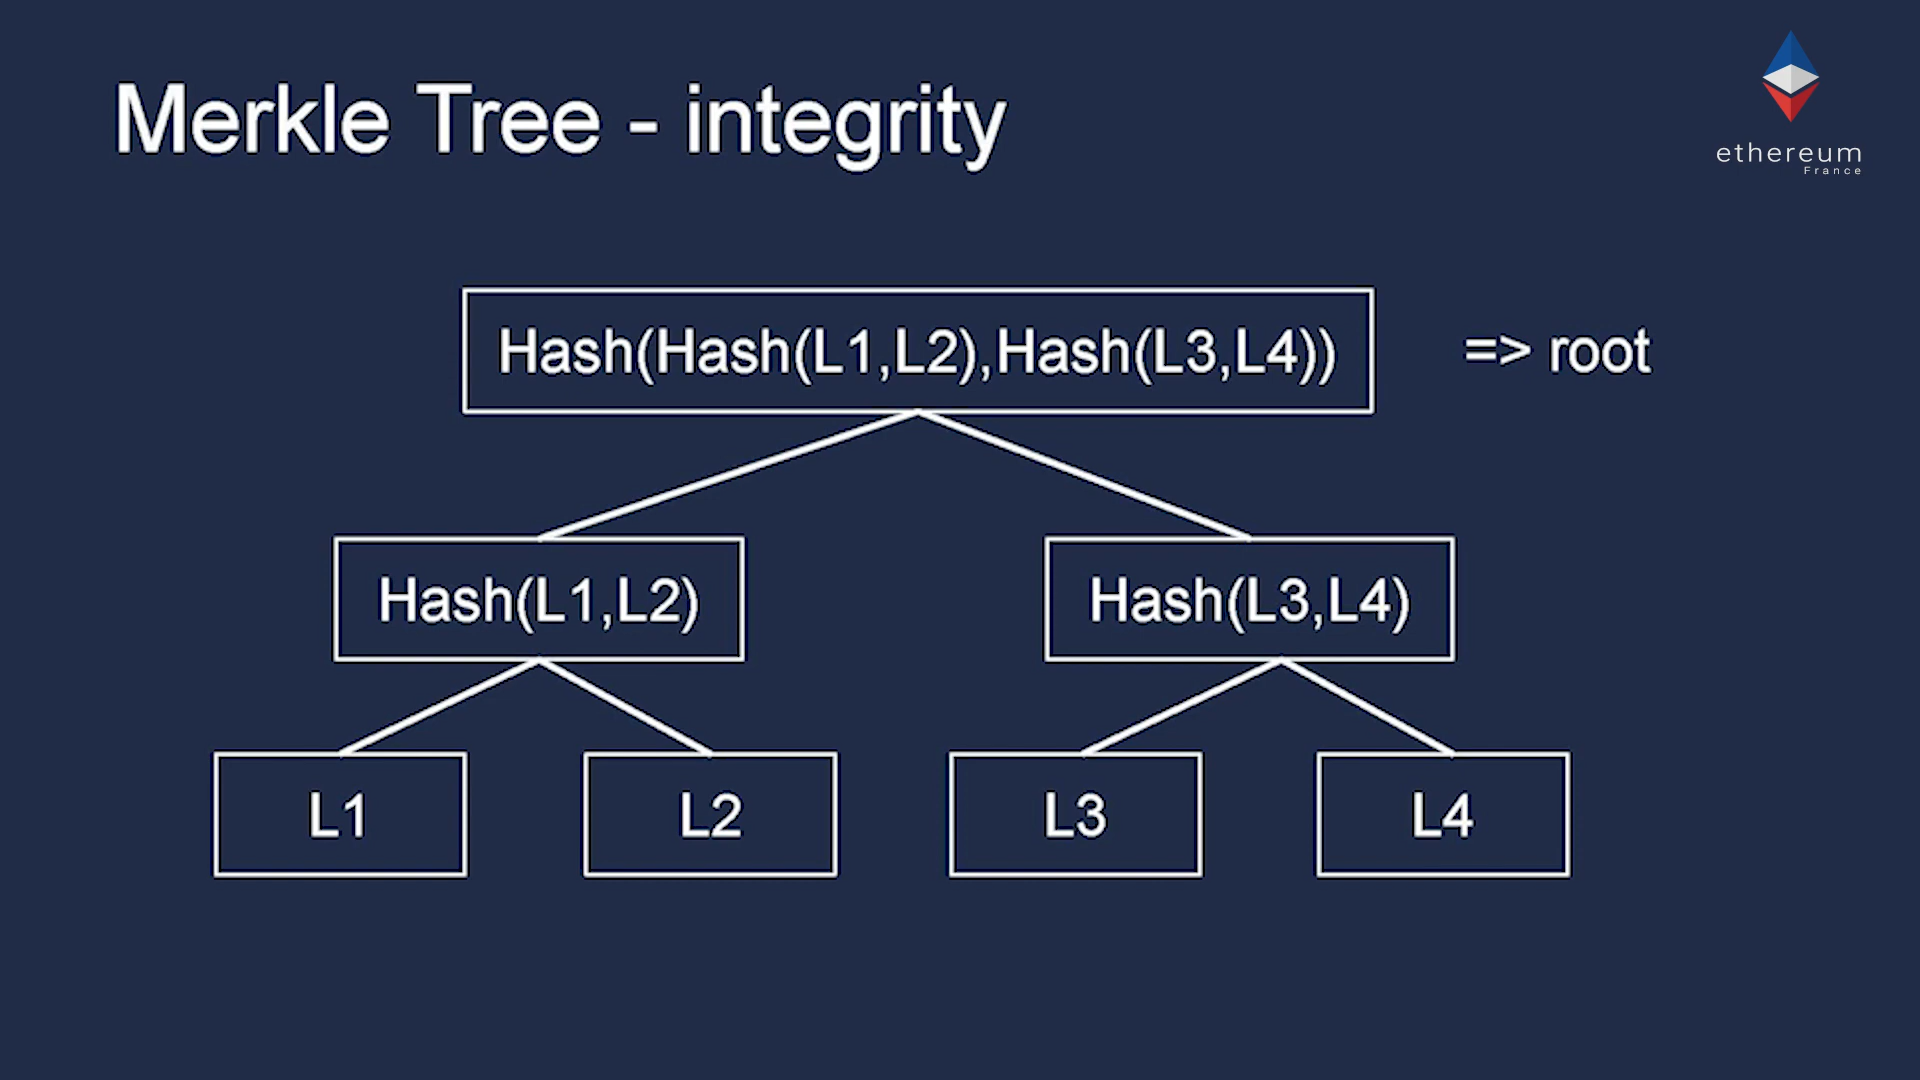 Merkle Tree - integrity
ethereum
France
Hash(Hash(L1,L2),Hash(L3,L4))
=> root
Hash(L1,L2)
Hash(L3,L4)
L1
L2
L3
L4